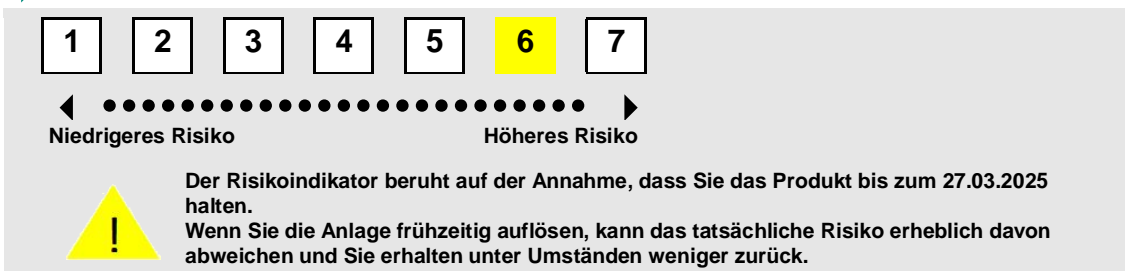 1 2 3 4 5 6 7
Niedrigeres Risiko Höheres Risiko
Der Risikoindikator beruht auf der Annahme, dass Sie das Produkt bis zum 27.03.2025
halten.
! Wenn Sie die Anlage frühzeitig auflösen, kann das tatsächliche Risiko erheblich davon
abweichen und Sie erhalten unter Umständen weniger zurück.